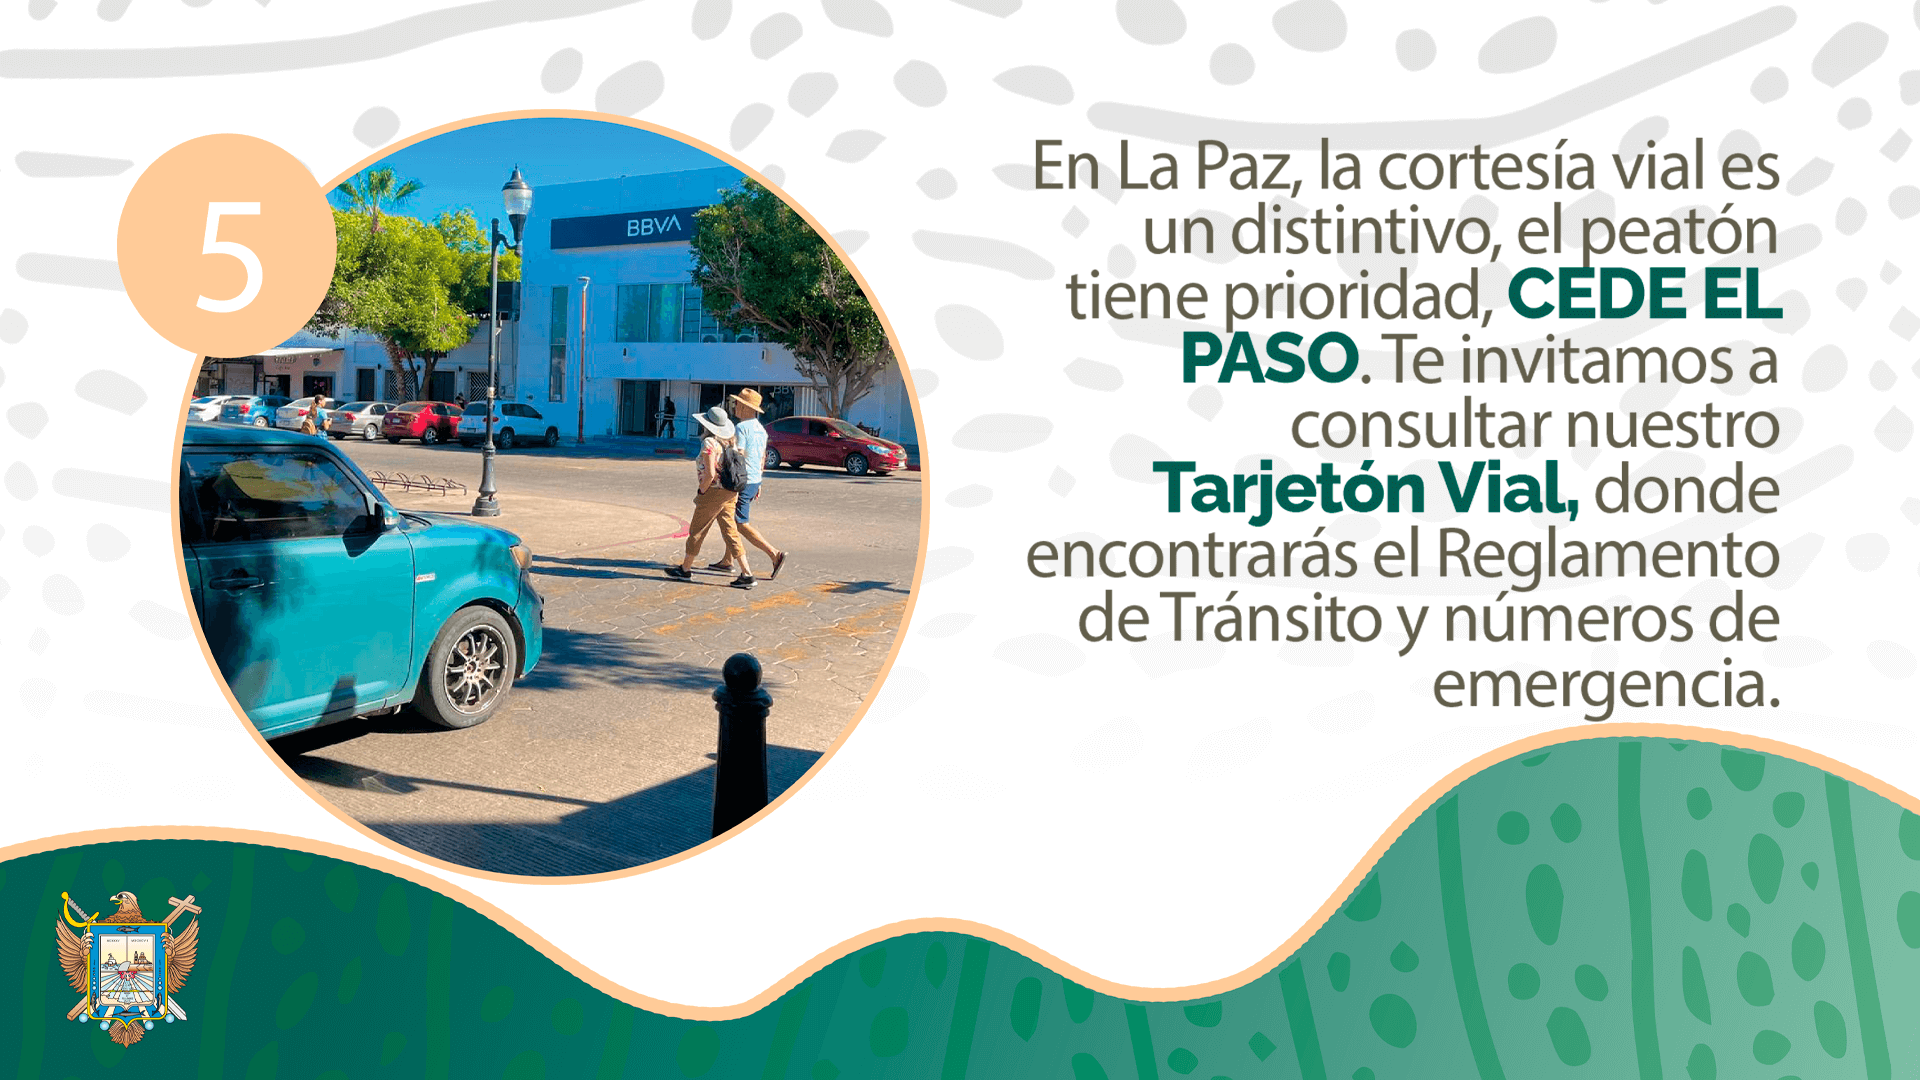 5
BBVA
En La Paz, la cortesía vial es
un distintivo, el peatón
tiene prioridad, CEDE EL
PASO. Te invitamos a
consultar nuestro
Tarjetón Vial, donde
encontrarás el Reglamento
de Tránsito y números de
emergencia.